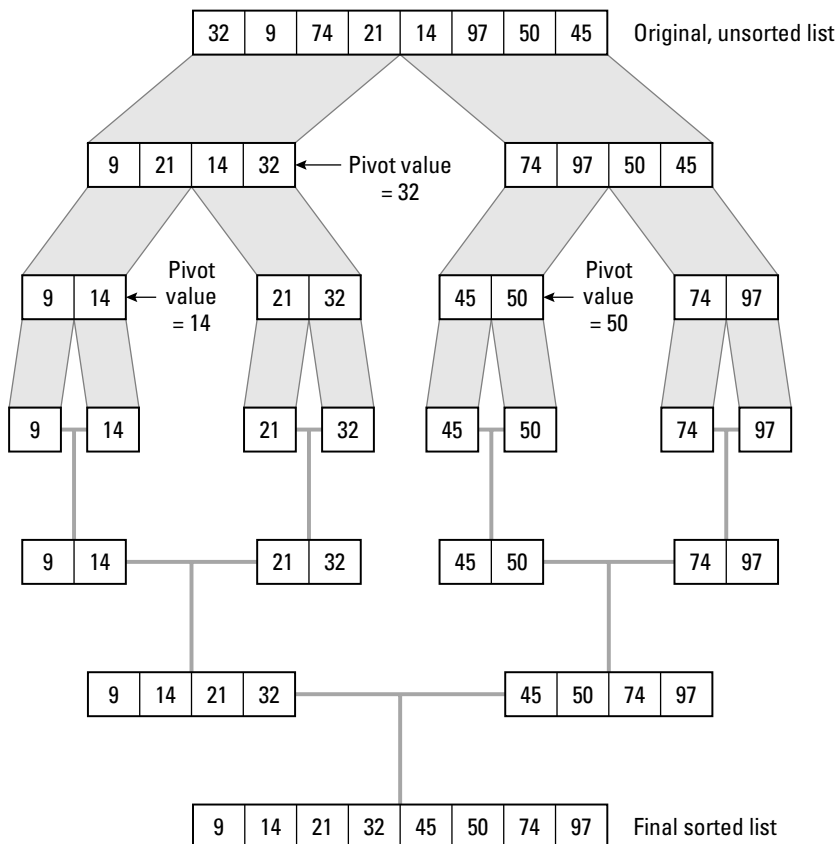 32 9 74 21 14 97 50 45 Original, unsorted list
9 21 14 32 Pivot value
= 32
74 97 50 45
9 14 Pivot
value
= 14
21 32
45 50 Pivot
value
= 50
74 97
9 14 21 32 45 50 74 97
9 14 21 32 45 50 74 97
9 14 21 32 45 50 74 97
9 14 21 32 45 50 74 97 Final sorted list